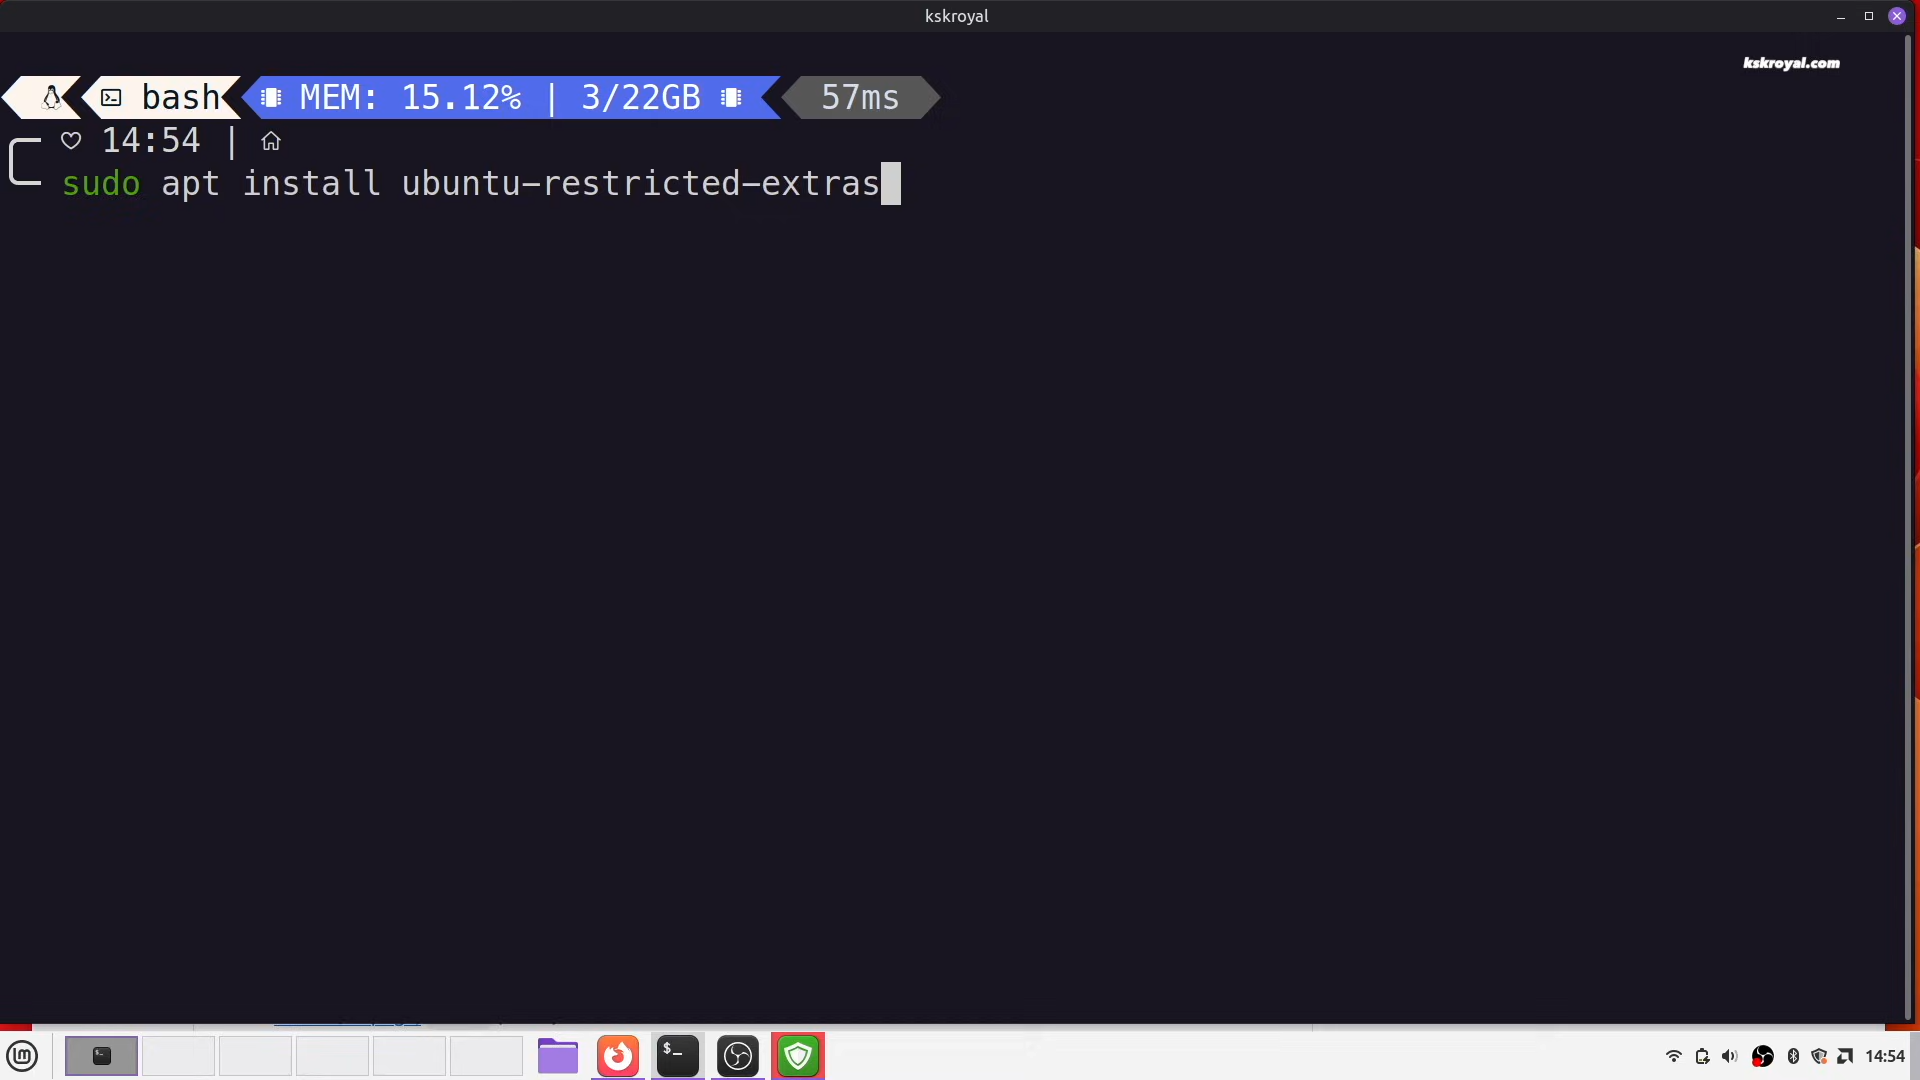 kskroyal
kskroyal.com
bash MEM: 15.12% | 3/22GB 57ms
14:54 |
sudo apt install ubuntu-restricted-extras
lm $_ 14:54